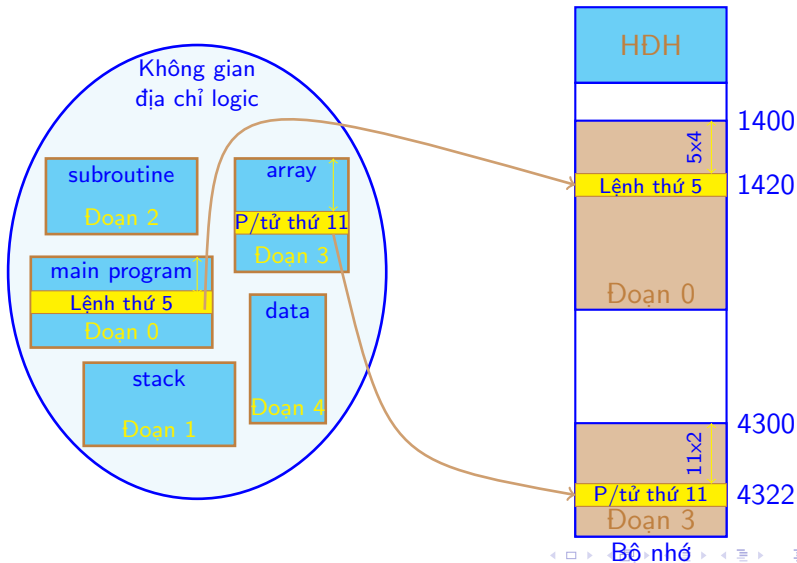 Không gian
địa chỉ logic
subroutine
Đoạn 2
array
P/tử thứ 11
Đoạn 3
main program
Lệnh thứ 5
Đoạn 0
data
Đoạn 4
stack
Đoạn 1
HĐH
1400
5x4
Lệnh thứ 5
1420
Đoạn 0
4300
11x2
P/tử thứ 11
4322
Đoạn 3
Bộ nhớ